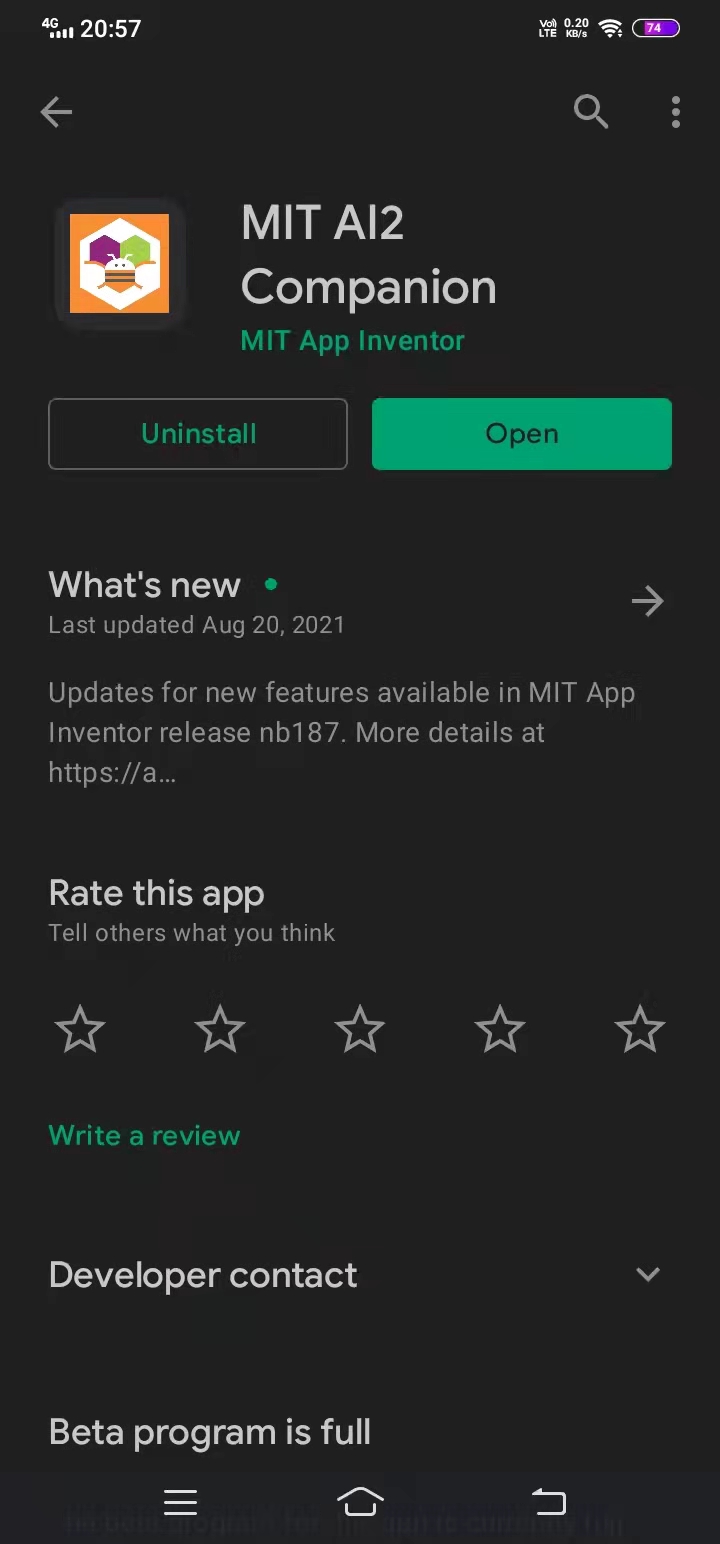 4G 20:57 Vo) LTE 0.20 KB/s 74
MIT AI2
Companion
MIT App Inventor
Uninstall Open
What's new
Last updated Aug 20, 2021
Updates for new features available in MIT App
Inventor release nb187. More details at
https://a...
Rate this app
Tell others what you think
Write a review
Developer contact
Beta program is full